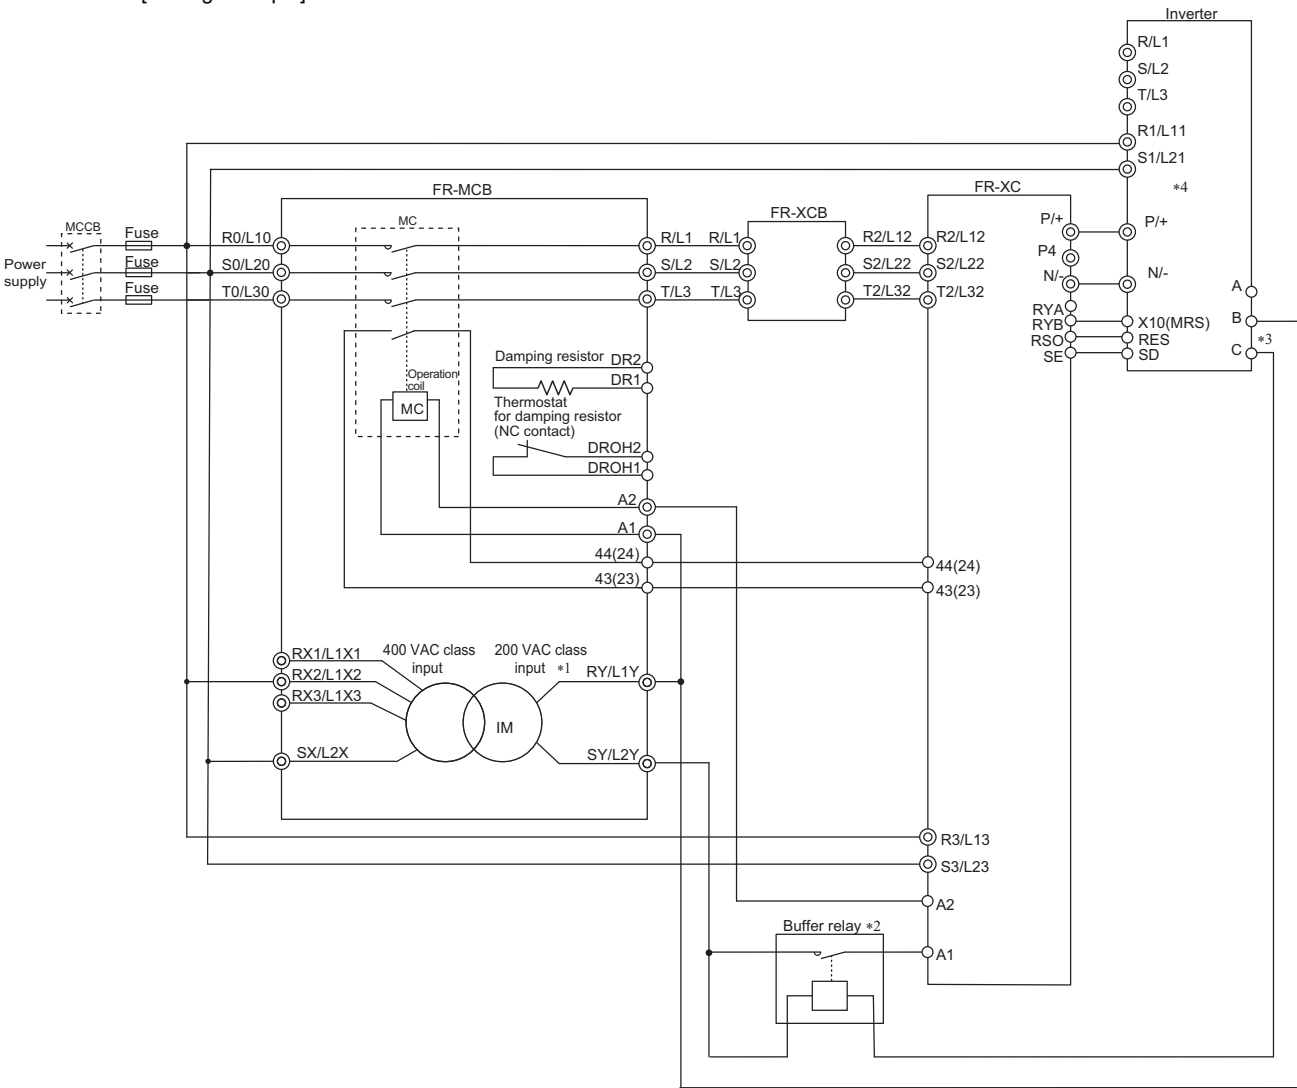 Inverter
R/L1
S/L2
T/L3
R1/L11
S1/L21
*4
FR-MCB
FR-XC
MC
FR-XCB
MCCB
Fuse
Fuse
Fuse
Power
supply
R0/L10
S0/L20
T0/L30
R/L1 R/L1
S/L2 S/L2
T/L3 T/L3
R2/L12 R2/L12
S2/L22 S2/L22
T2/L32 T2/L32
P/+ P/+
P4
N/- N/-
RYA
RYB X10(MRS)
RSO RES
SE SD
A
B
*3
C
Operation
coil
MC
Damping resistor DR2
DR1
Thermostat
for damping resistor
(NC contact)
DROH2
DROH1
A2
A1
44(24) 44(24)
43(23) 43(23)
RX1/L1X1
RX2/L1X2
RX3/L1X3
400 VAC class
input
200 VAC class
input *1
RY/L1Y
IM
SX/L2X
SY/L2Y
R3/L13
S3/L23
A2
Buffer relay *2
A1